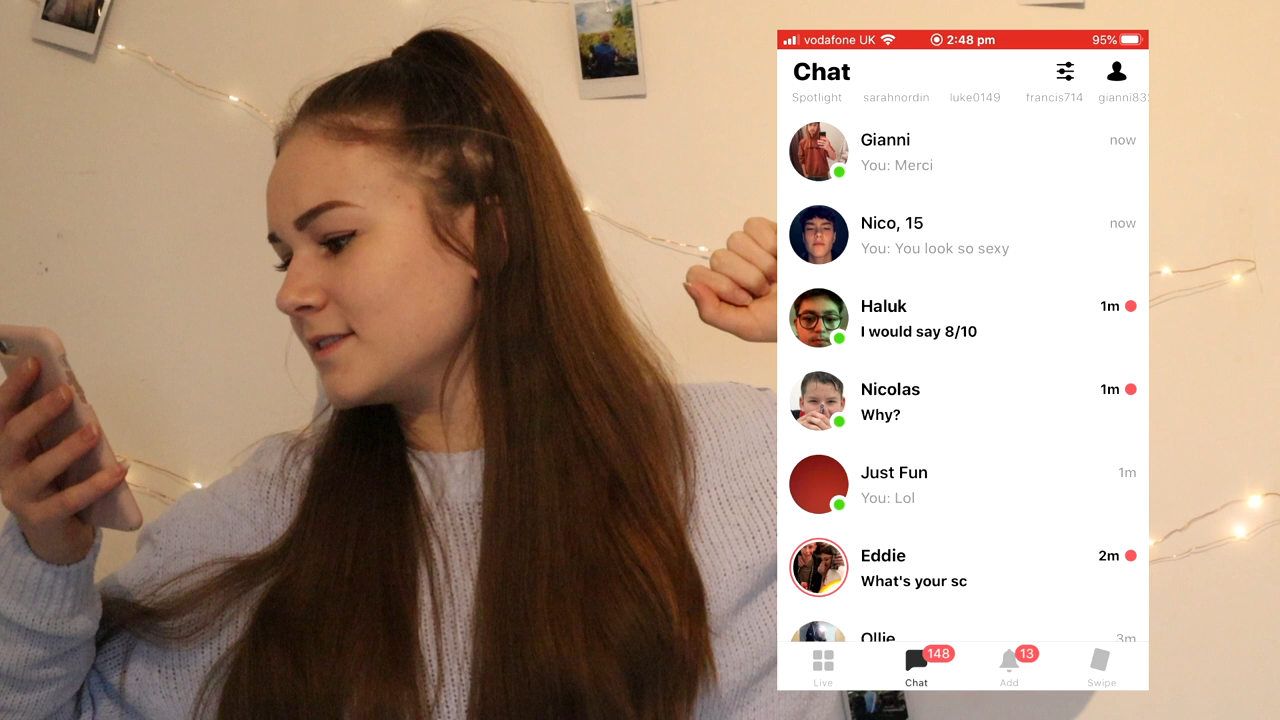 vodafone UK 2:48 pm 95%
Chat
Spotlight sarahnordin luke0149 francis714 gianni83
Gianni now
You: Merci
Nico, 15 now
You: You look so sexy
Haluk 1m
I would say 8/10
Nicolas 1m
Why?
Just Fun 1m
You: Lol
Eddie 2m
What's your sc
Ollie 3m
148 13
Live Chat Add Swipe